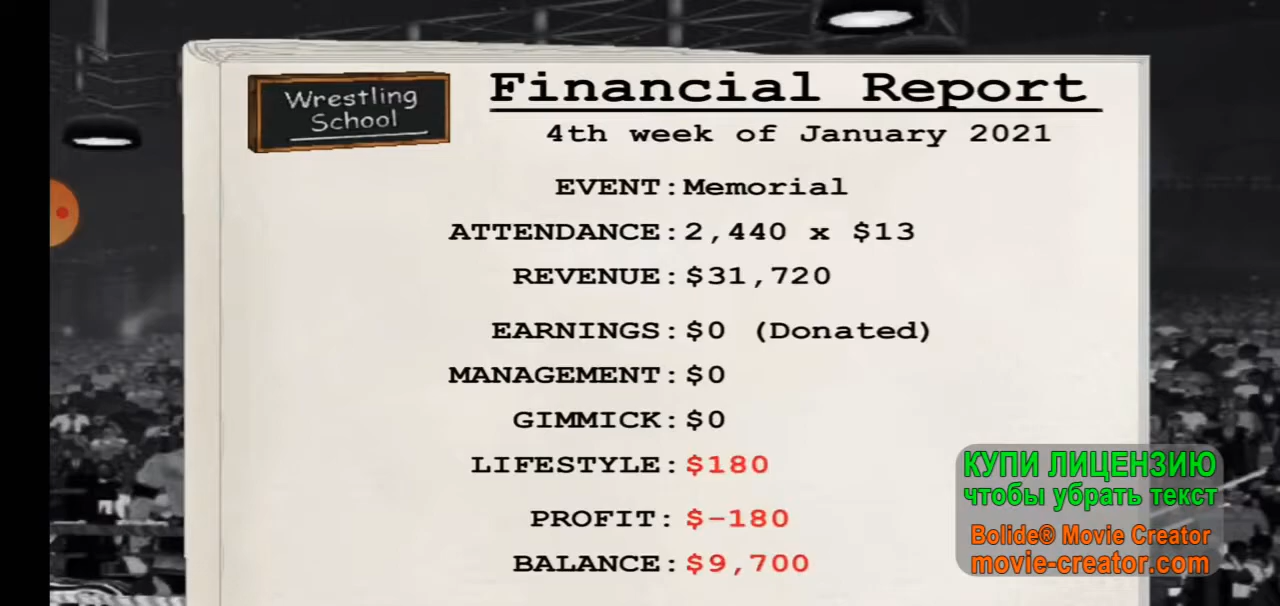 Wrestling
School
Financial Report
4th week of January 2021
EVENT: Memorial
ATTENDANCE: 2,440 x $13
REVENUE: $31,720
EARNINGS: $0 (Donated)
MANAGEMENT: $0
GIMMICK: $0
LIFESTYLE: $180
PROFIT: $-180
BALANCE: $9,700
КУПИ ЛИЦЕНЗИЮ
чтобы убрать текст
Bolide® Movie Creator
movie-creator.com